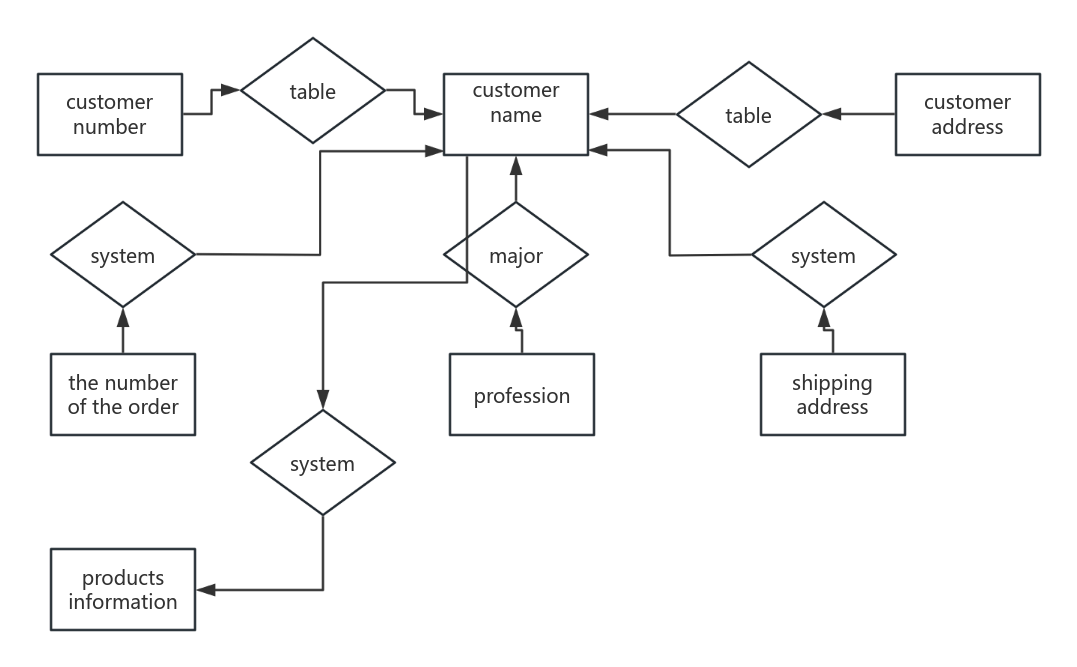 customer
number
table
customer
name
table
customer
address
system
major
system
the number
of the order
profession
shipping
address
system
products
information